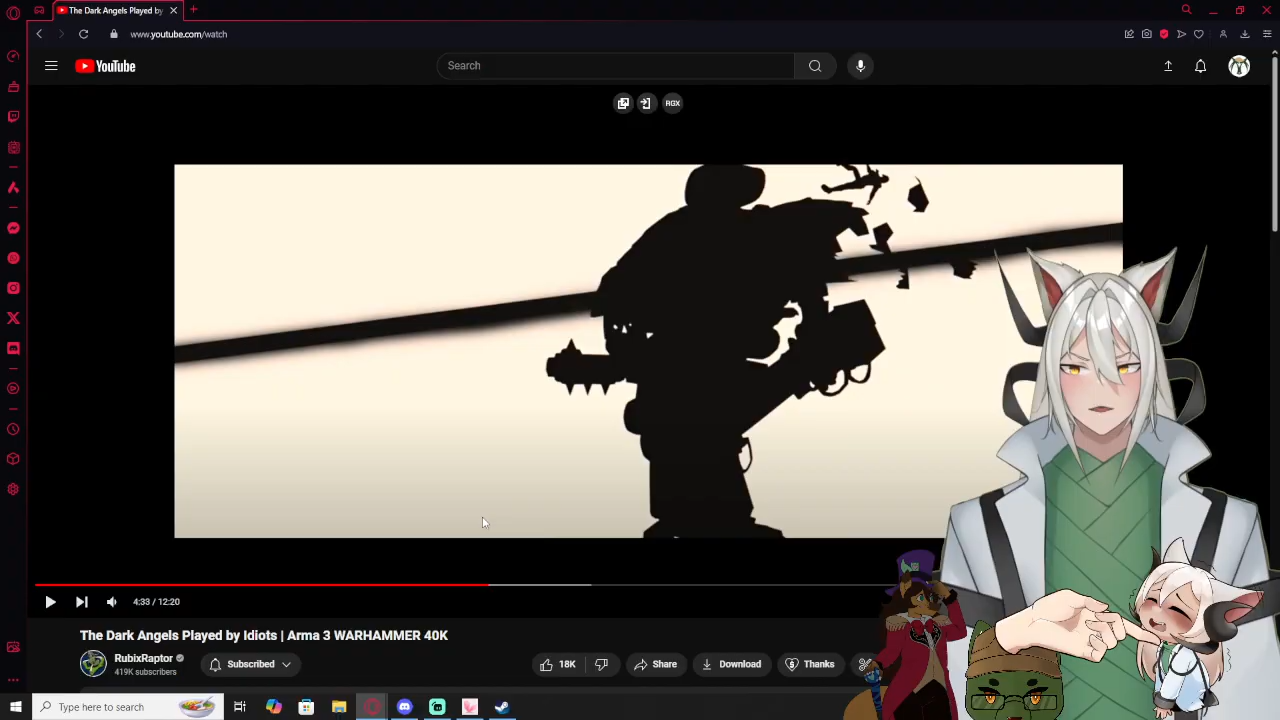 The Dark Angels Played by
www.youtube.com/watch
YouTube
Search
RGX
4:33 / 12:20
The Dark Angels Played by Idiots | Arma 3 WARHAMMER 40K
RubixRaptor
419K subscribers
Subscribed
18K
Share
Download
Thanks
Type here to search